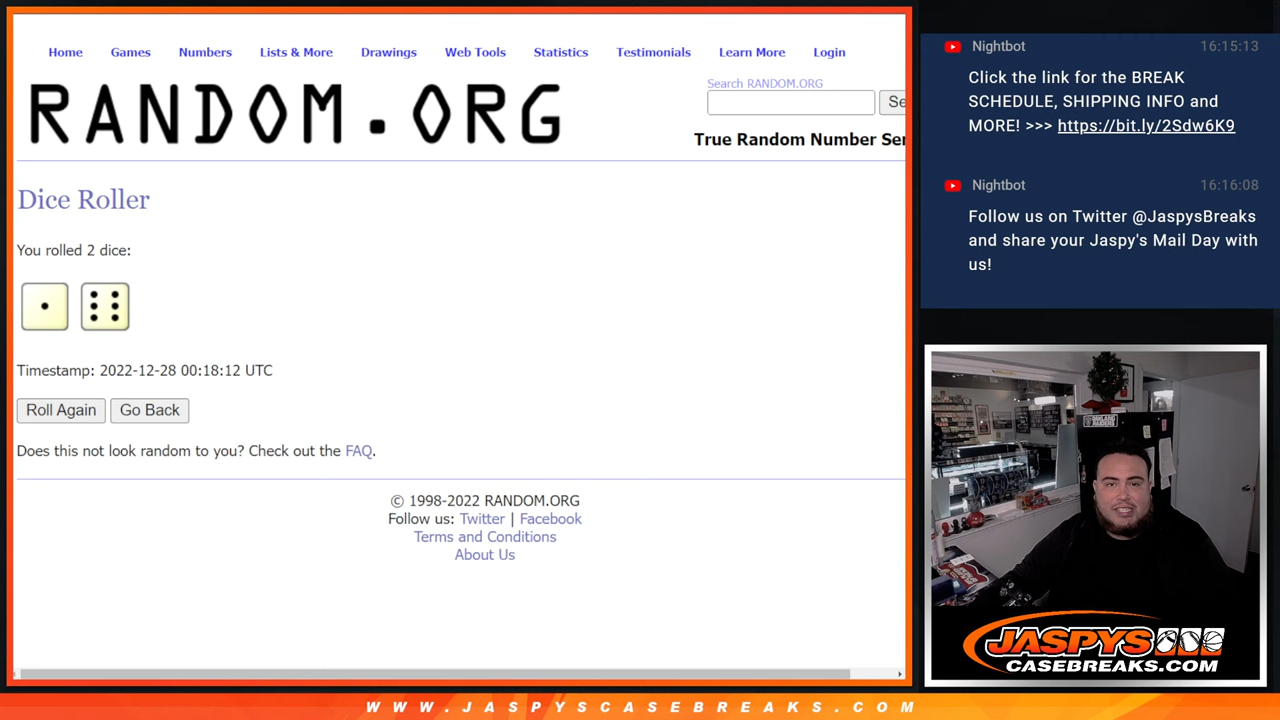 Home Games Numbers Lists & More Drawings Web Tools Statistics Testimonials Learn More Login
RANDOM.ORG
Search RANDOM.ORG
Se
True Random Number Ser
Dice Roller
You rolled 2 dice:
Timestamp: 2022-12-28 00:18:12 UTC
Roll Again Go Back
Does this not look random to you? Check out the FAQ.
© 1998-2022 RANDOM.ORG
Follow us: Twitter | Facebook
Terms and Conditions
About Us
Nightbot 16:15:13
Click the link for the BREAK
SCHEDULE, SHIPPING INFO and
MORE! >>> https://bit.ly/2Sdw6K9
Nightbot 16:16:08
Follow us on Twitter @JaspysBreaks
and share your Jaspy's Mail Day with
us!
JASPYS
CASEBREAKS.COM
WWW.JASPYSCASEBREAKS.COM